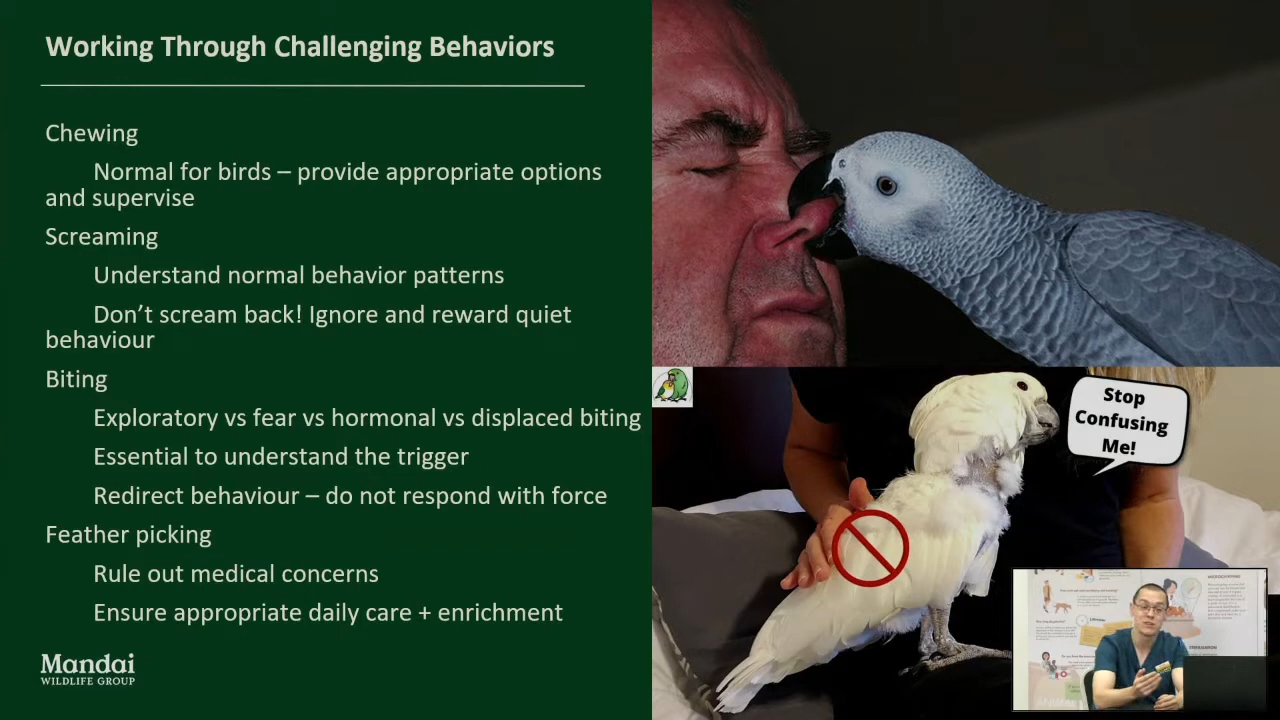 Working Through Challenging Behaviors
Chewing
Normal for birds – provide appropriate options
and supervise
Screaming
Understand normal behavior patterns
Don’t scream back! Ignore and reward quiet
behaviour
Biting
Exploratory vs fear vs hormonal vs displaced biting
Essential to understand the trigger
Redirect behaviour – do not respond with force
Feather picking
Rule out medical concerns
Ensure appropriate daily care + enrichment
Mandai
WILDLIFE GROUP
Stop
Confusing
Me!